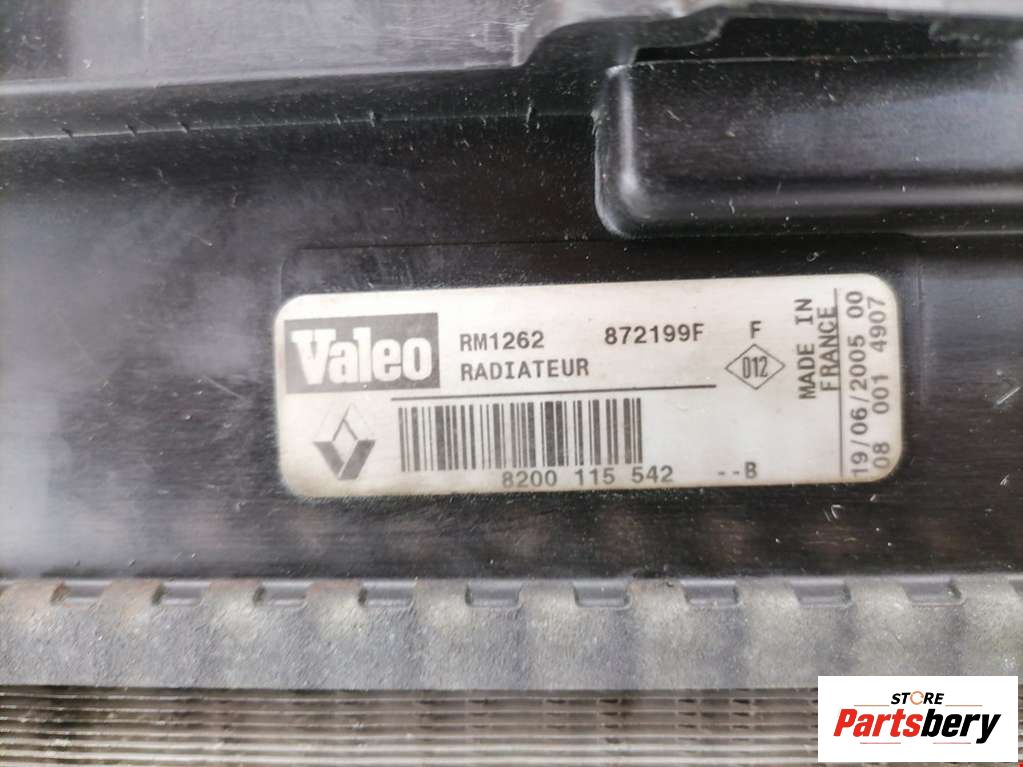 Valeo
RM1262 872199F F
RADIATEUR
012
8200 115 542 --B
MADE IN
FRANCE
19/06/2005 00
08 001 4907
STORE
Partsbery